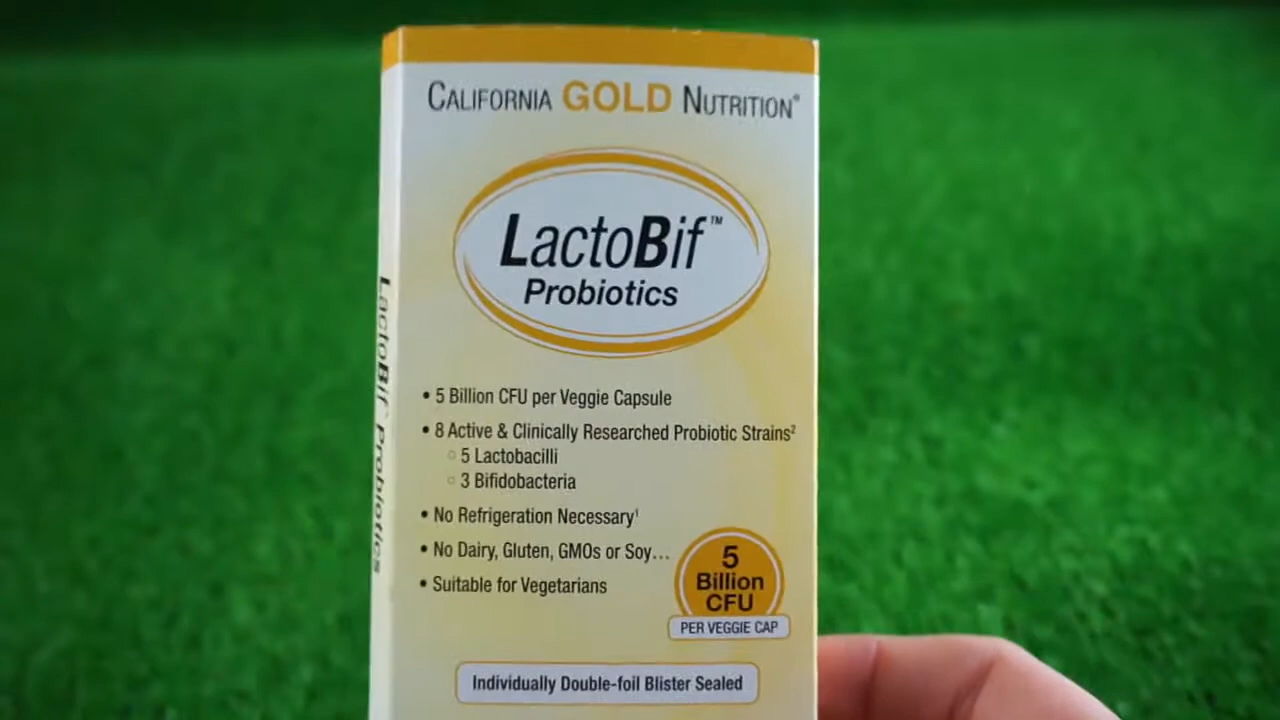 CALIFORNIA GOLD NUTRITION®
LactoBif™
Probiotics
• 5 Billion CFU per Veggie Capsule
• 8 Active & Clinically Researched Probiotic Strains²
○ 5 Lactobacilli
○ 3 Bifidobacteria
• No Refrigeration Necessary¹
• No Dairy, Gluten, GMOs or Soy...
• Suitable for Vegetarians
5
Billion
CFU
PER VEGGIE CAP
Individually Double-foil Blister Sealed
LactoBif™ Probiotics